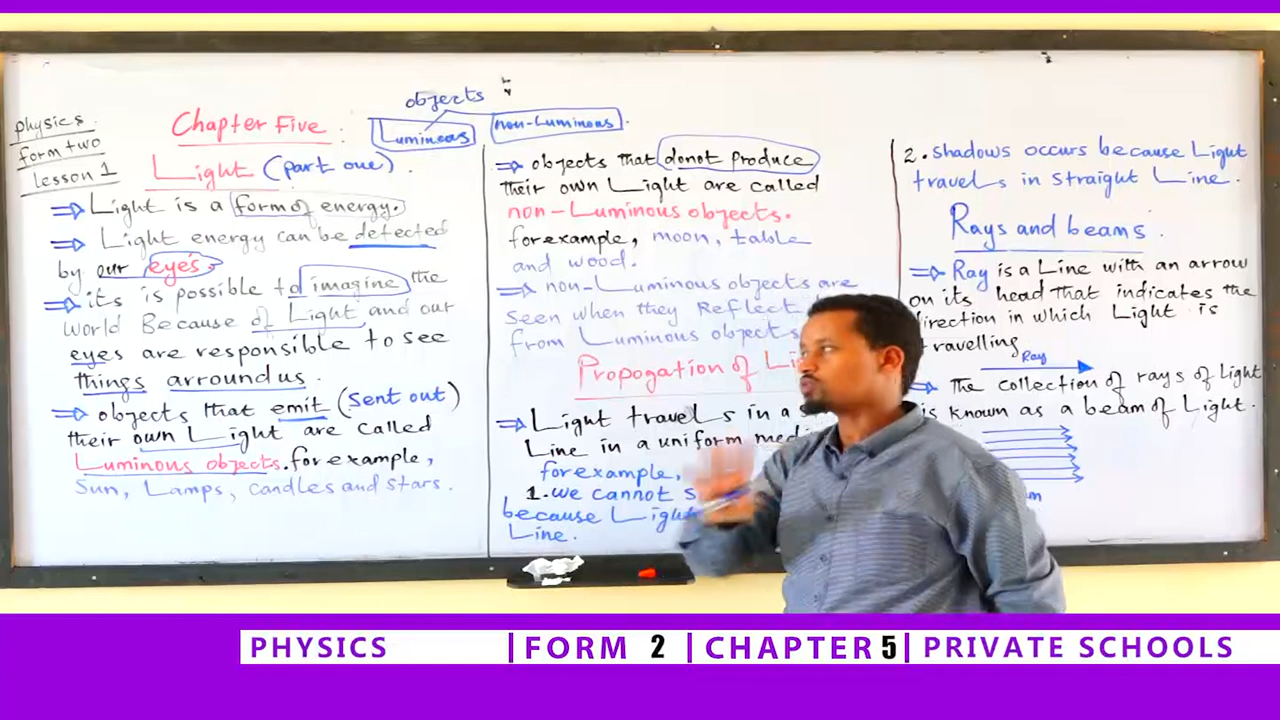 physics.
form two
lesson 1
Chapter Five
objects
Lumineous
non-Luminous
Light (part one).
Light is a form of energy.
Light energy can be detected
by our eyes.
its is possible to imagine the
world Because of Light and our
eyes are responsible to see
things arround us.
objects that emit (sent out)
their own Light are called
Luminous objects. for example,
Sun, Lamps, candles and stars.
objects that donot produce
their own Light are called
non-Luminous objects.
for example, moon, table
and wood.
non-Luminous objects are
seen when they Reflect
from Luminous objects
Propogation of
Light travels in a
Line in a uniform
for example,
1. we cannot
because
Line.
2. shadows occurs because Light
travels in straight Line.
Rays and beams.
Ray is a Line with an arrow
on its head that indicates the
direction in which Light is
travelling
Ray
The collection of rays of Light
is known as a beam of Light.
PHYSICS |FORM 2 |CHAPTER 5| PRIVATE SCHOOLS